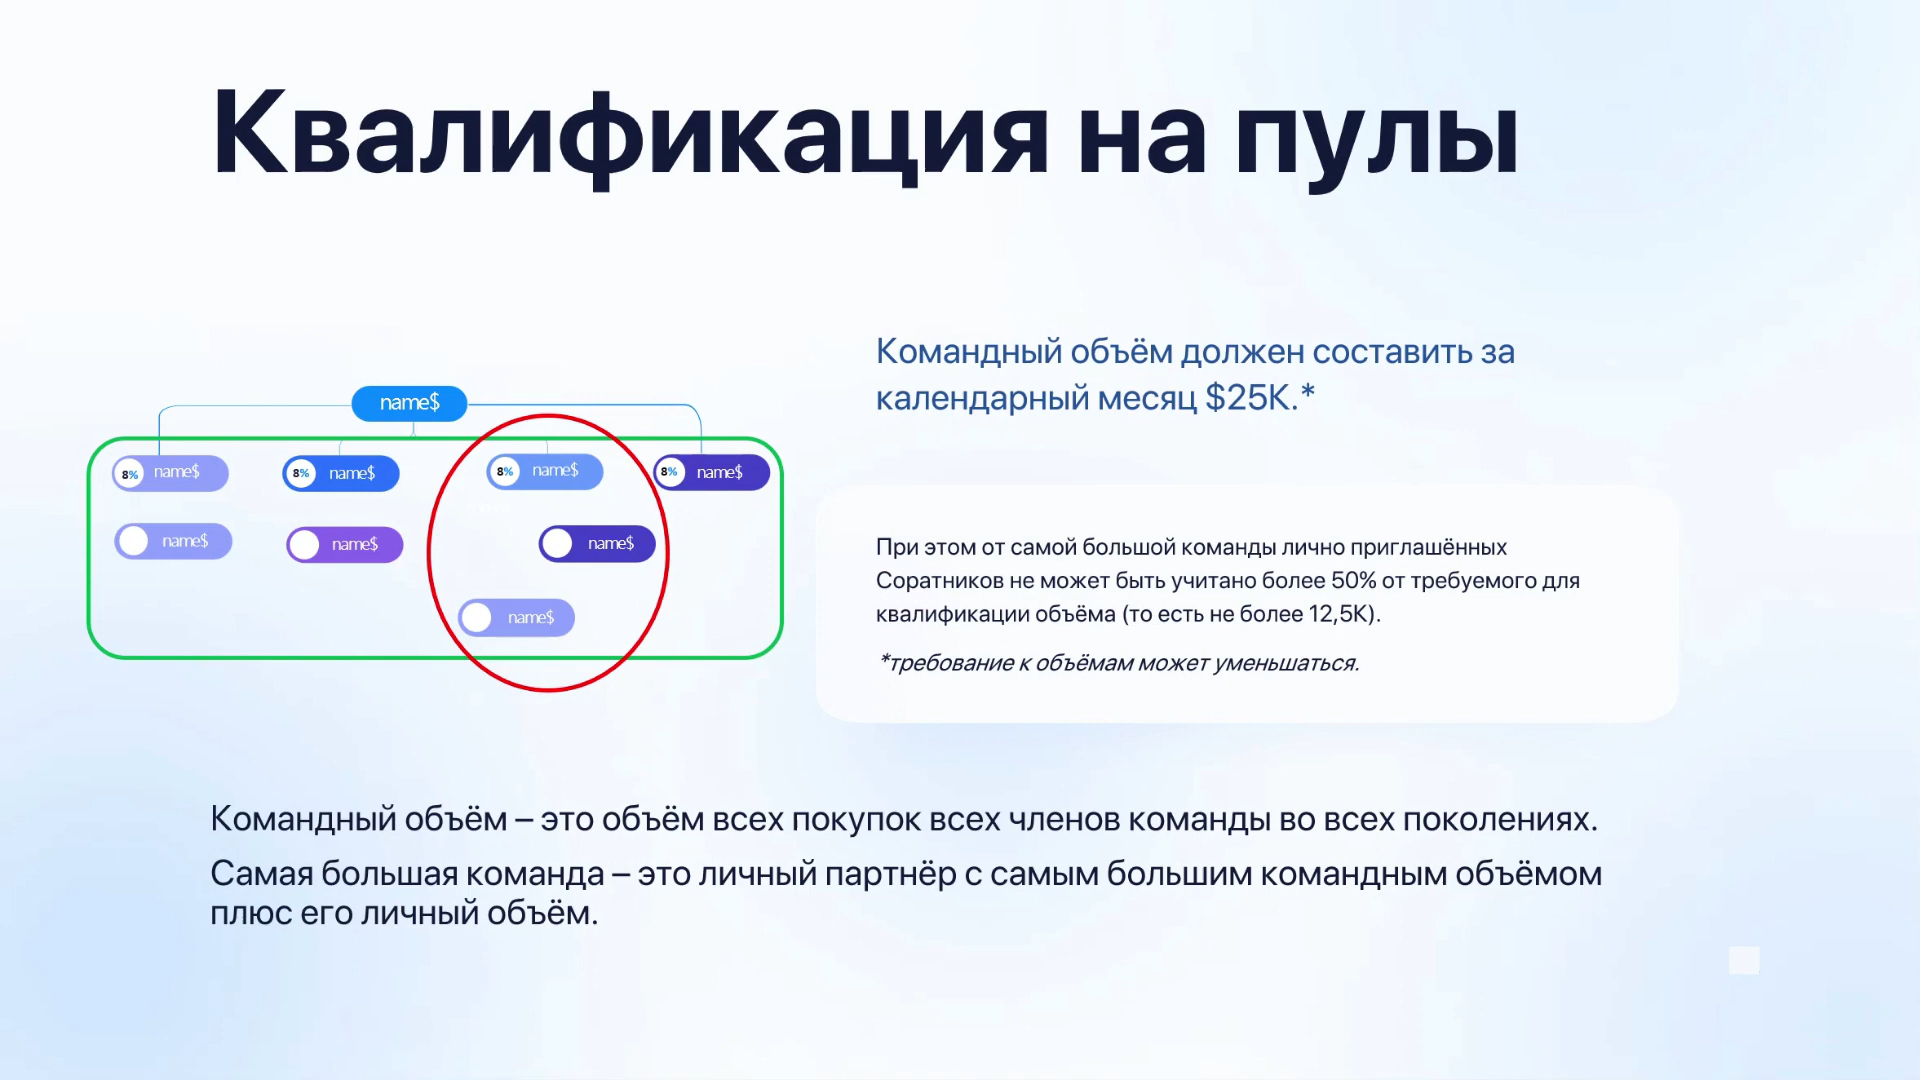 Квалификация на пулы
Командный объём должен составить за
календарный месяц $25К.*
name$
8% name$
8% name$
8% name$
8% name$
name$
name$
name$
name$
При этом от самой большой команды лично приглашённых
Соратников не может быть учитано более 50% от требуемого для
квалификации объёма (то есть не более 12,5К).
*требование к объёмам может уменьшаться.
Командный объём – это объём всех покупок всех членов команды во всех поколениях.
Самая большая команда – это личный партнёр с самым большим командным объёмом
плюс его личный объём.